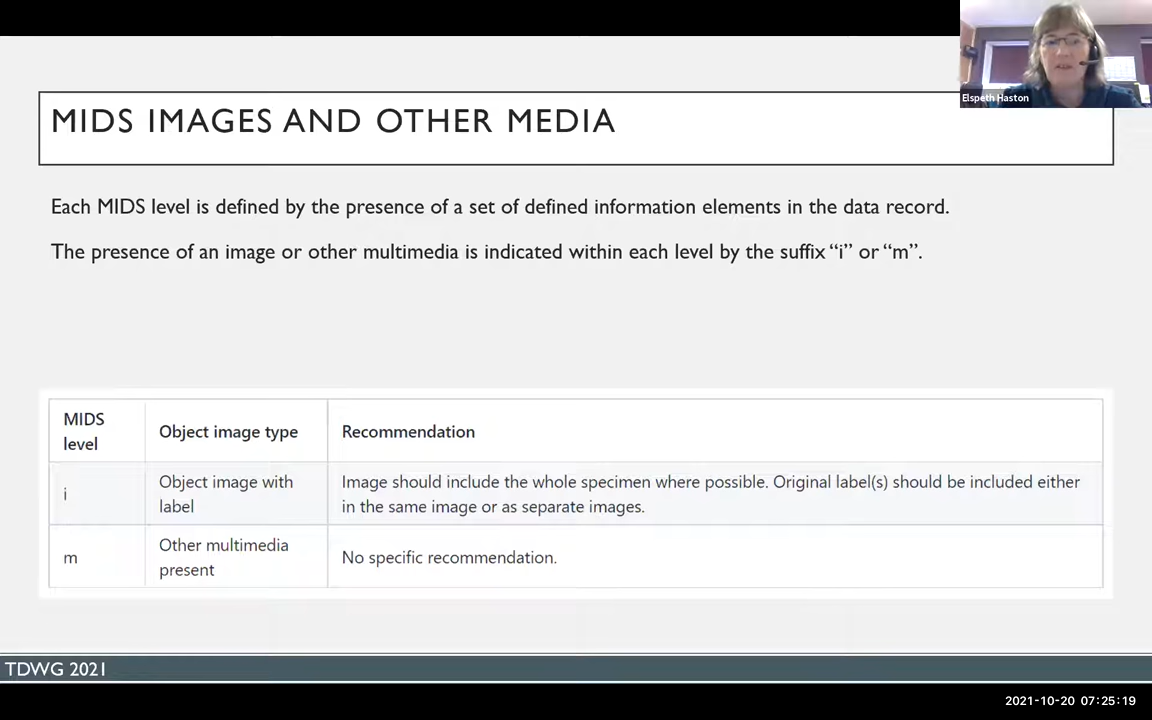 Elspeth Haston
MIDS IMAGES AND OTHER MEDIA
Each MIDS level is defined by the presence of a set of defined information elements in the data record.
The presence of an image or other multimedia is indicated within each level by the suffix “i” or “m”.
MIDS
level
Object image type
Recommendation
i
Object image with
label
Image should include the whole specimen where possible. Original label(s) should be included either
in the same image or as separate images.
m
Other multimedia
present
No specific recommendation.
TDWG 2021
2021-10-20 07:25:19